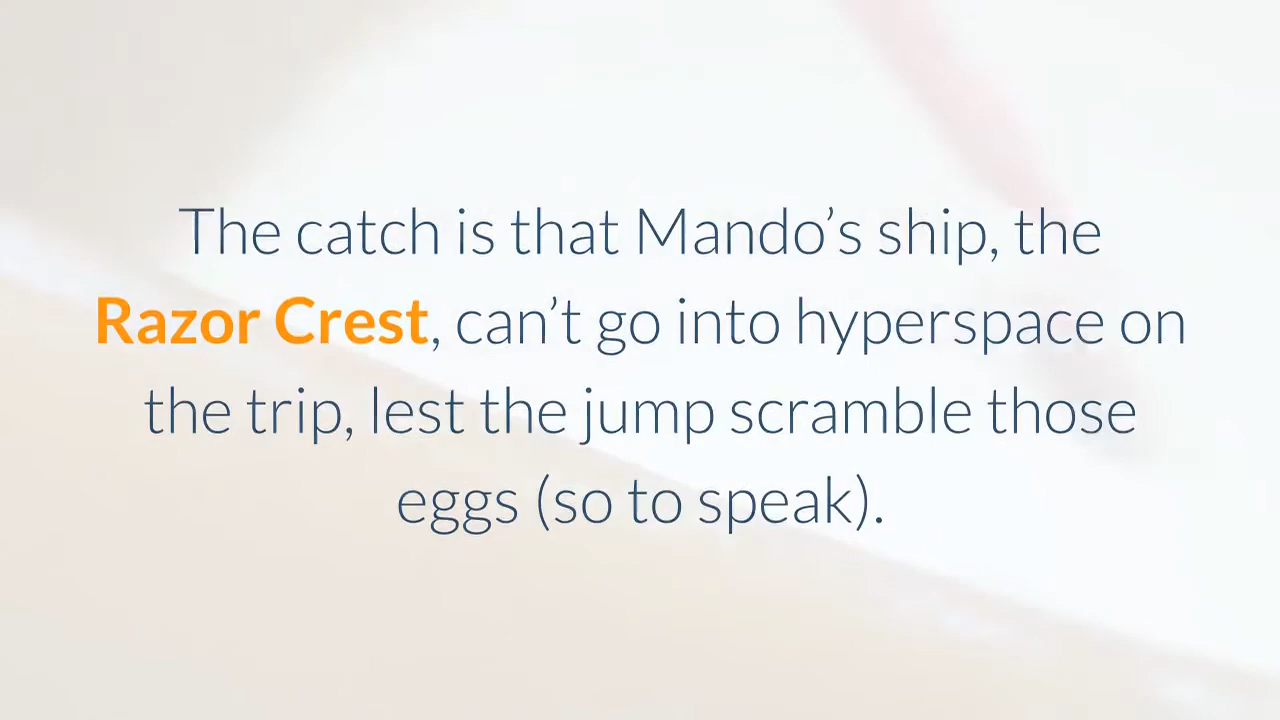 The catch is that Mando’s ship, the
Razor Crest, can’t go into hyperspace on
the trip, lest the jump scramble those
eggs (so to speak).